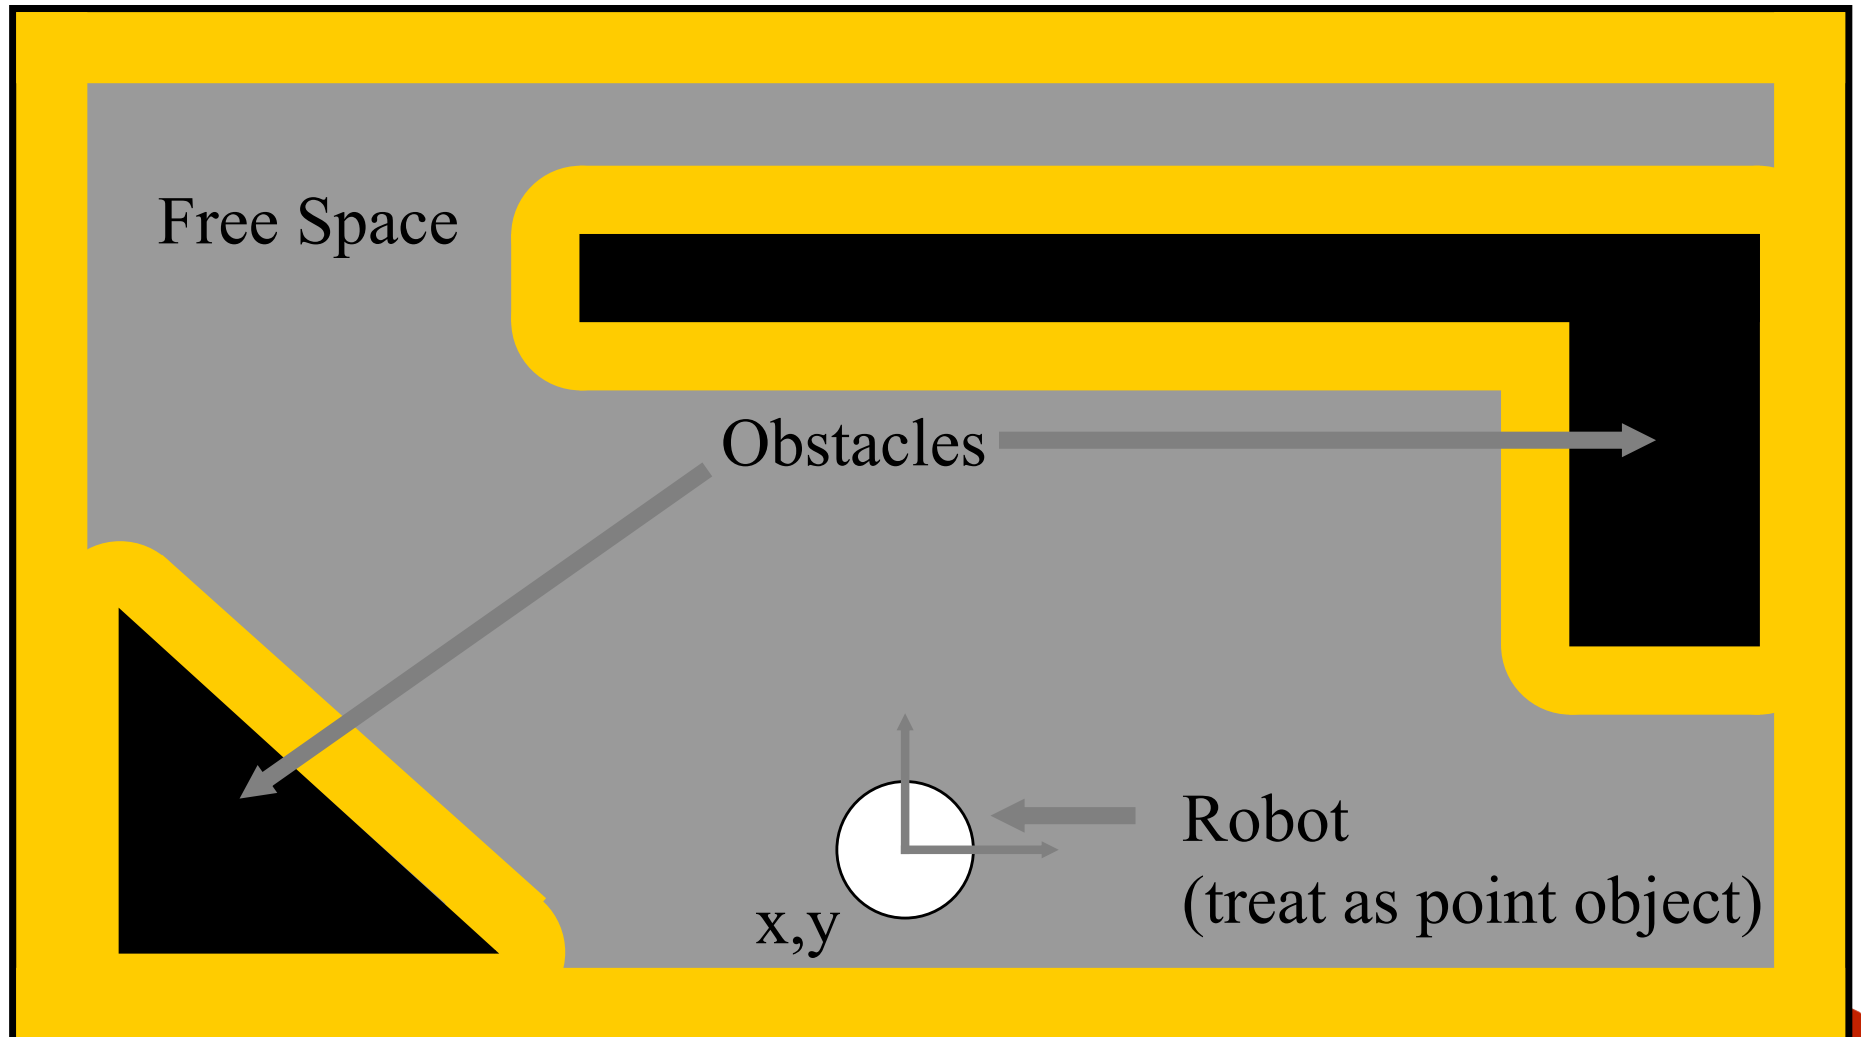 Free Space
Obstacles
Robot
(treat as point object)
x,y